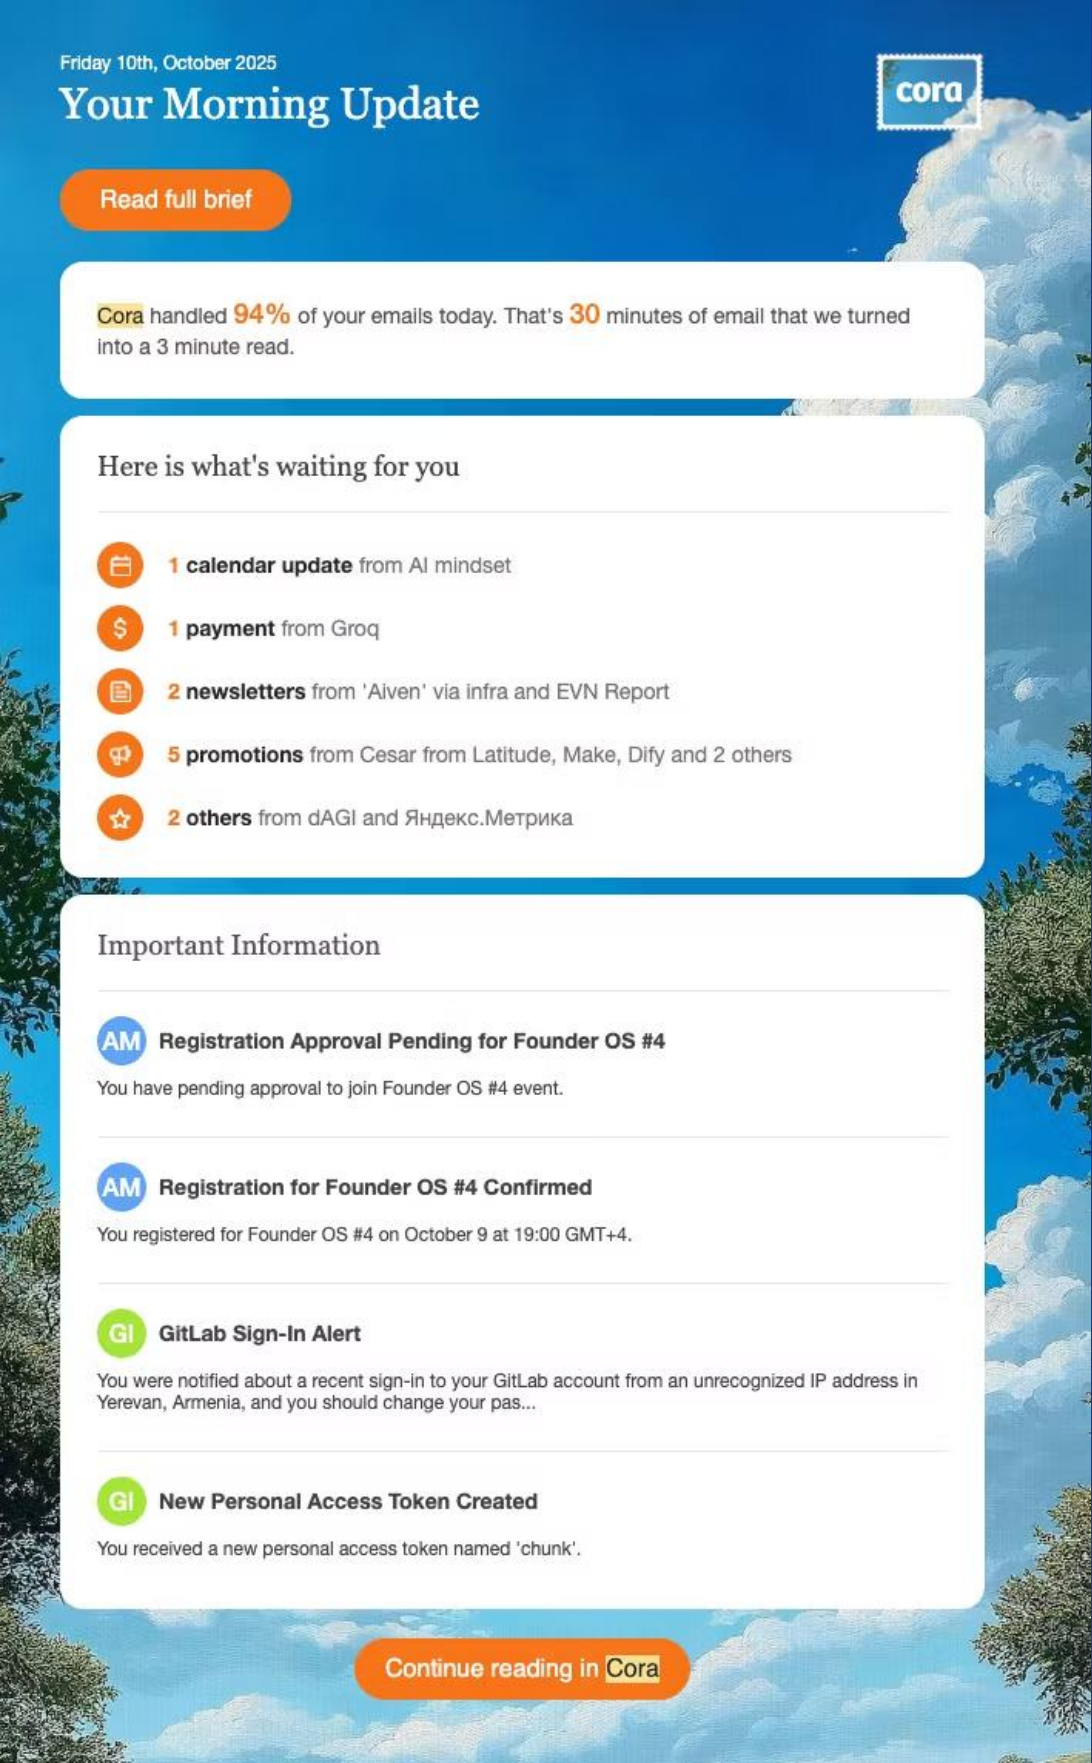 Friday 10th, October 2025
Your Morning Update
cora
Read full brief
Cora handled 94% of your emails today. That's 30 minutes of email that we turned
into a 3 minute read.
Here is what's waiting for you
1 calendar update from AI mindset
$
1 payment from Groq
2 newsletters from 'Aiven' via infra and EVN Report
5 promotions from Cesar from Latitude, Make, Dify and 2 others
2 others from dAGI and Яндекс.Метрика
Important Information
AM Registration Approval Pending for Founder OS #4
You have pending approval to join Founder OS #4 event.
AM Registration for Founder OS #4 Confirmed
You registered for Founder OS #4 on October 9 at 19:00 GMT+4.
GI GitLab Sign-In Alert
You were notified about a recent sign-in to your GitLab account from an unrecognized IP address in
Yerevan, Armenia, and you should change your pas...
GI New Personal Access Token Created
You received a new personal access token named 'chunk'.
Continue reading in Cora